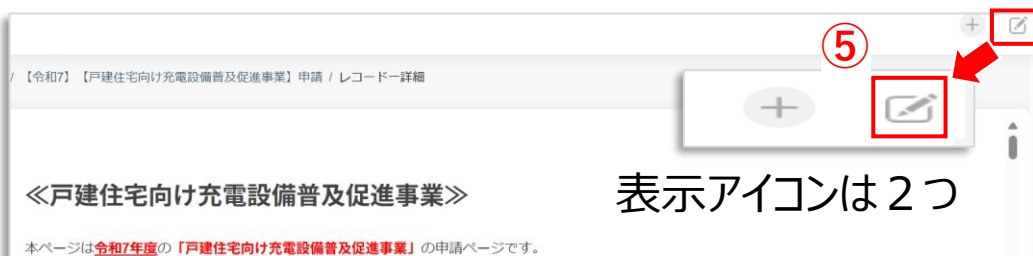 ⑤
/ 【令和7】【戸建住宅向け充電設備普及促進事業】申請 / レコードー詳細
≪戸建住宅向け充電設備普及促進事業≫
表示アイコンは２つ
本ページは令和7年度の「戸建住宅向け充電設備普及促進事業」の申請ページです。